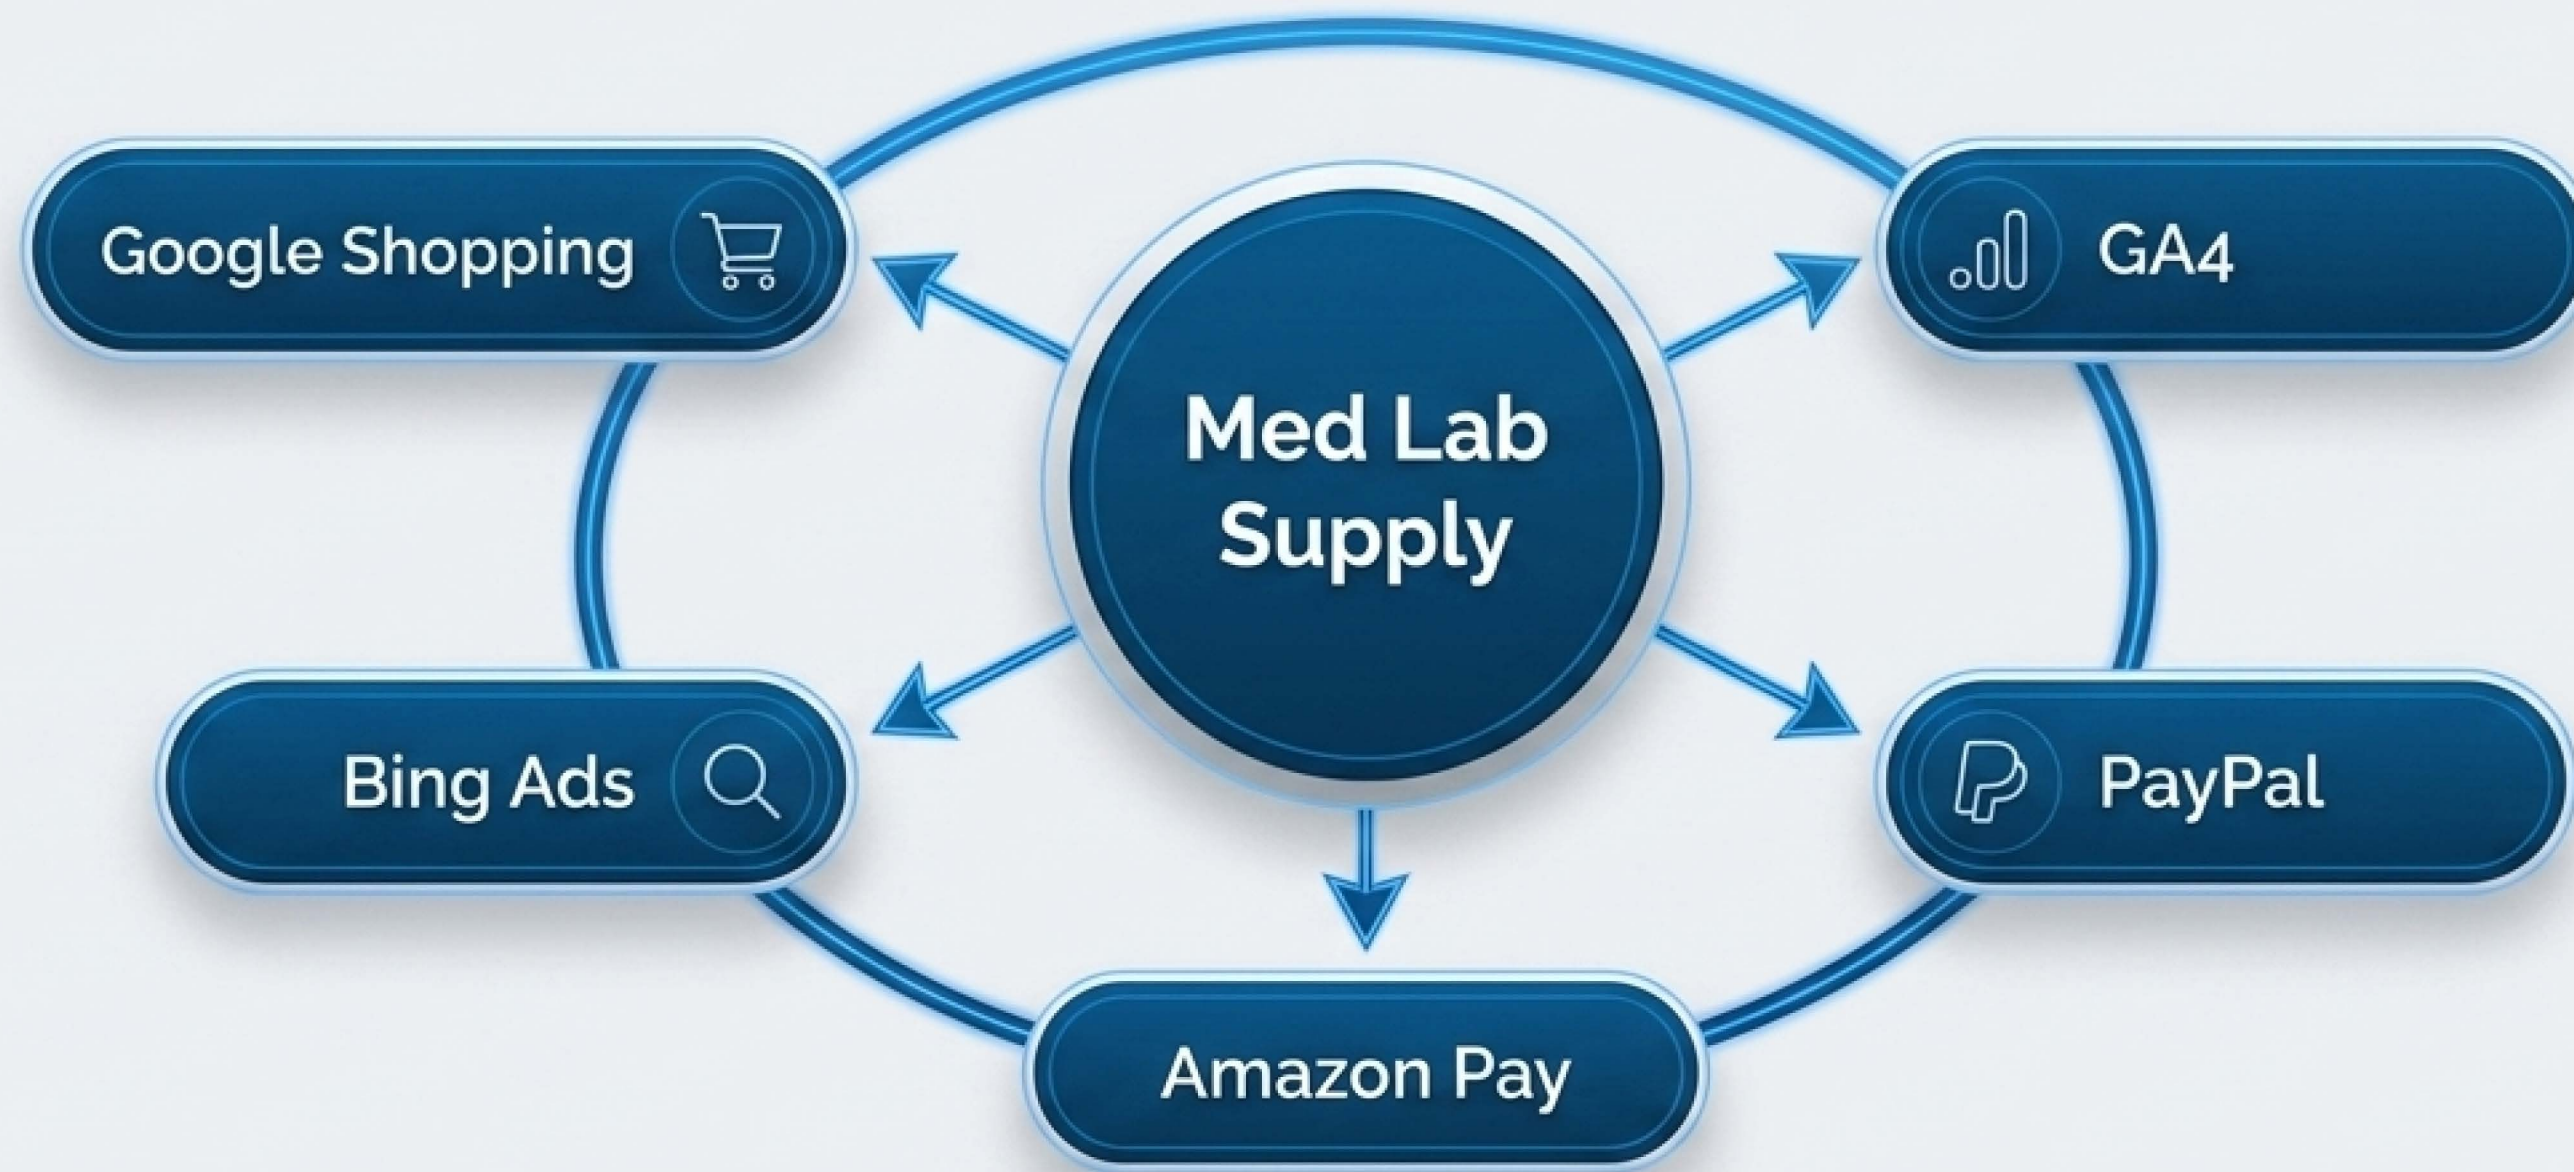 Google Shopping
GA4
Med Lab
Supply
Bing Ads
PayPal
Amazon Pay